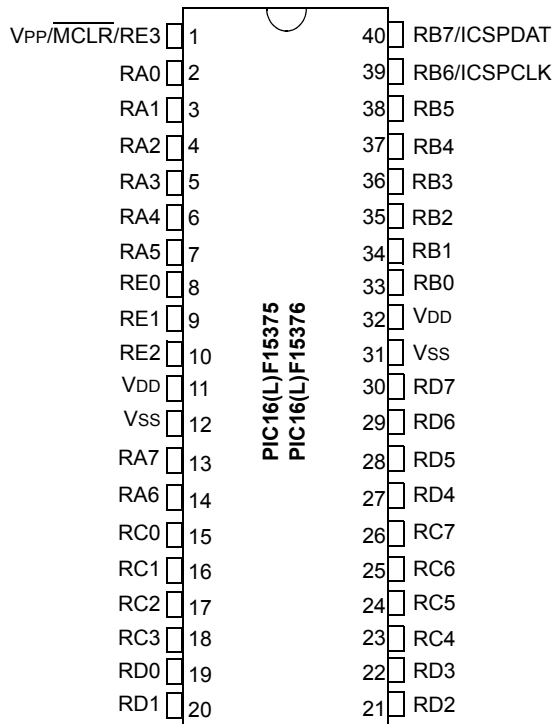 VPP/MCLR/RE3 1 40 RB7/ICSPDAT
RA0 2 39 RB6/ICSPCLK
RA1 3 38 RB5
RA2 4 37 RB4
RA3 5 36 RB3
RA4 6 35 RB2
RA5 7 34 RB1
RE0 8 33 RB0
RE1 9 32 VDD
RE2 10 31 VSS
VDD 11 30 RD7
VSS 12 29 RD6
RA7 13 28 RD5
RA6 14 27 RD4
RC0 15 26 RC7
RC1 16 25 RC6
RC2 17 24 RC5
RC3 18 23 RC4
RD0 19 22 RD3
RD1 20 21 RD2
PIC16(L)F15375
PIC16(L)F15376